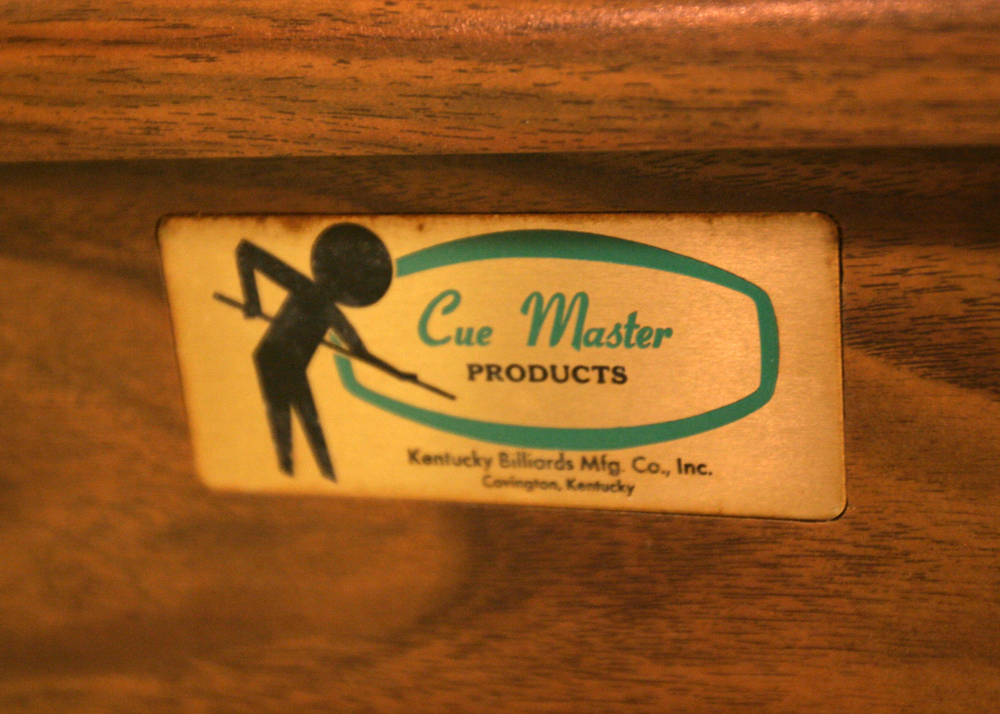 Cue Master
PRODUCTS
Kentucky Billiards Mfg. Co., Inc.
Covington, Kentucky